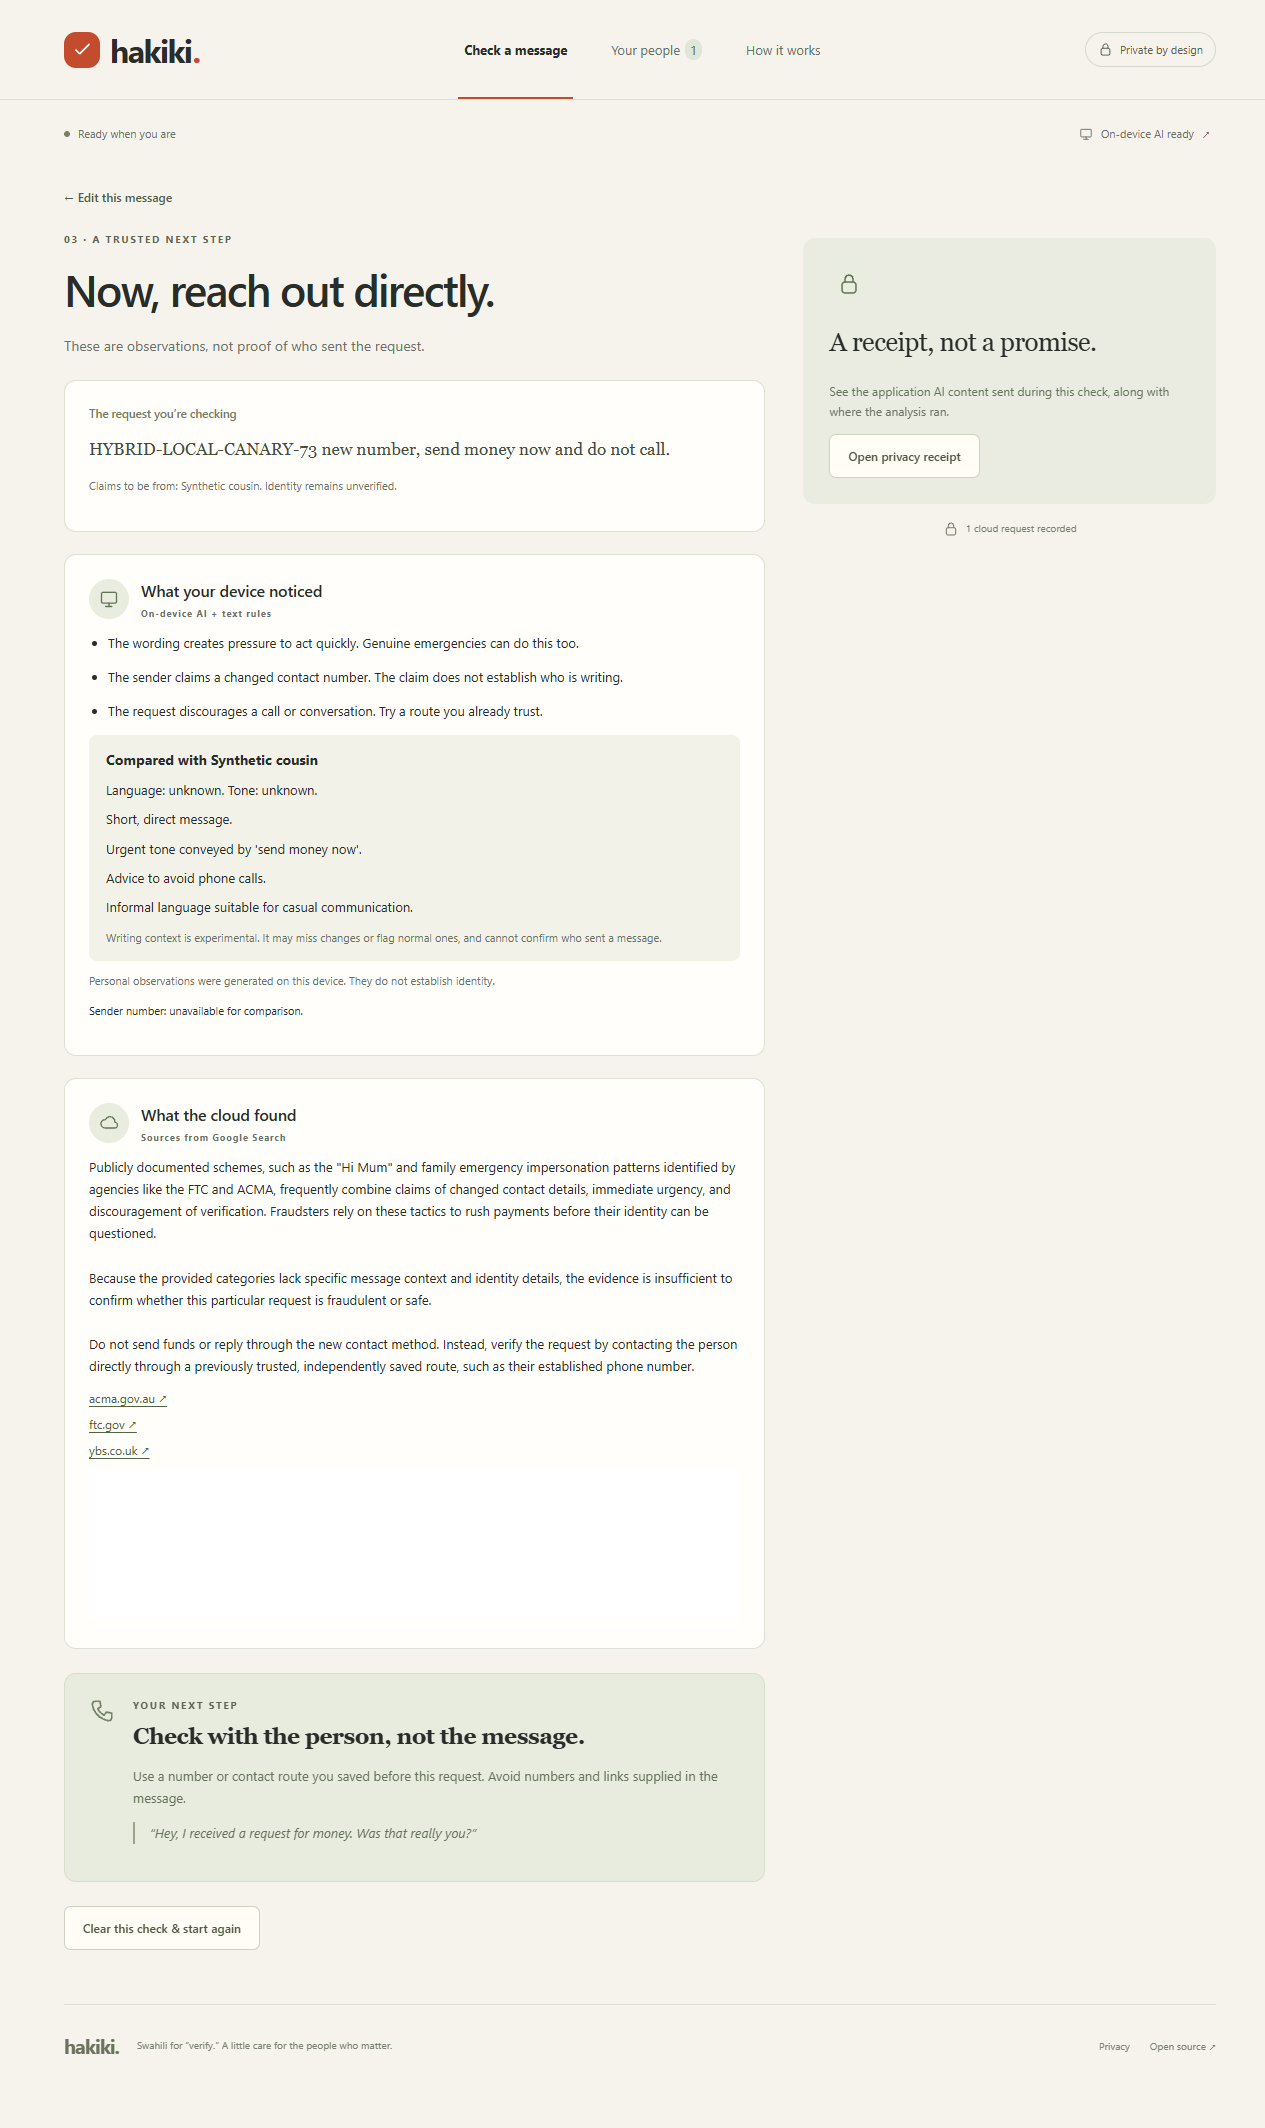 hakiki.
Check a message
Your people 1
How it works
Private by design
Ready when you are
On-device AI ready ↗
← Edit this message
03 · A TRUSTED NEXT STEP
Now, reach out directly.
These are observations, not proof of who sent the request.
The request you’re checking
HYBRID-LOCAL-CANARY-73 new number, send money now and do not call.
Claims to be from: Synthetic cousin. Identity remains unverified.
What your device noticed
On-device AI + text rules
• The wording creates pressure to act quickly. Genuine emergencies can do this too.
• The sender claims a changed contact number. The claim does not establish who is writing.
• The request discourages a call or conversation. Try a route you already trust.
Compared with Synthetic cousin
Language: unknown. Tone: unknown.
Short, direct message.
Urgent tone conveyed by 'send money now'.
Advice to avoid phone calls.
Informal language suitable for casual communication.
Writing context is experimental. It may miss changes or flag normal ones, and cannot confirm who sent a message.
Personal observations were generated on this device. They do not establish identity.
Sender number: unavailable for comparison.
What the cloud found
Sources from Google Search
Publicly documented schemes, such as the "Hi Mum" and family emergency impersonation patterns identified by
agencies like the FTC and ACMA, frequently combine claims of changed contact details, immediate urgency, and
discouragement of verification. Fraudsters rely on these tactics to rush payments before their identity can be
questioned.
Because the provided categories lack specific message context and identity details, the evidence is insufficient to
confirm whether this particular request is fraudulent or safe.
Do not send funds or reply through the new contact method. Instead, verify the request by contacting the person
directly through a previously trusted, independently saved route, such as their established phone number.
acma.gov.au ↗
ftc.gov ↗
ybs.co.uk ↗
YOUR NEXT STEP
Check with the person, not the message.
Use a number or contact route you saved before this request. Avoid numbers and links supplied in the
message.
“Hey, I received a request for money. Was that really you?”
Clear this check & start again
A receipt, not a promise.
See the application AI content sent during this check, along with
where the analysis ran.
Open privacy receipt
1 cloud request recorded
hakiki.
Swahili for “verify.” A little care for the people who matter.
Privacy
Open source ↗